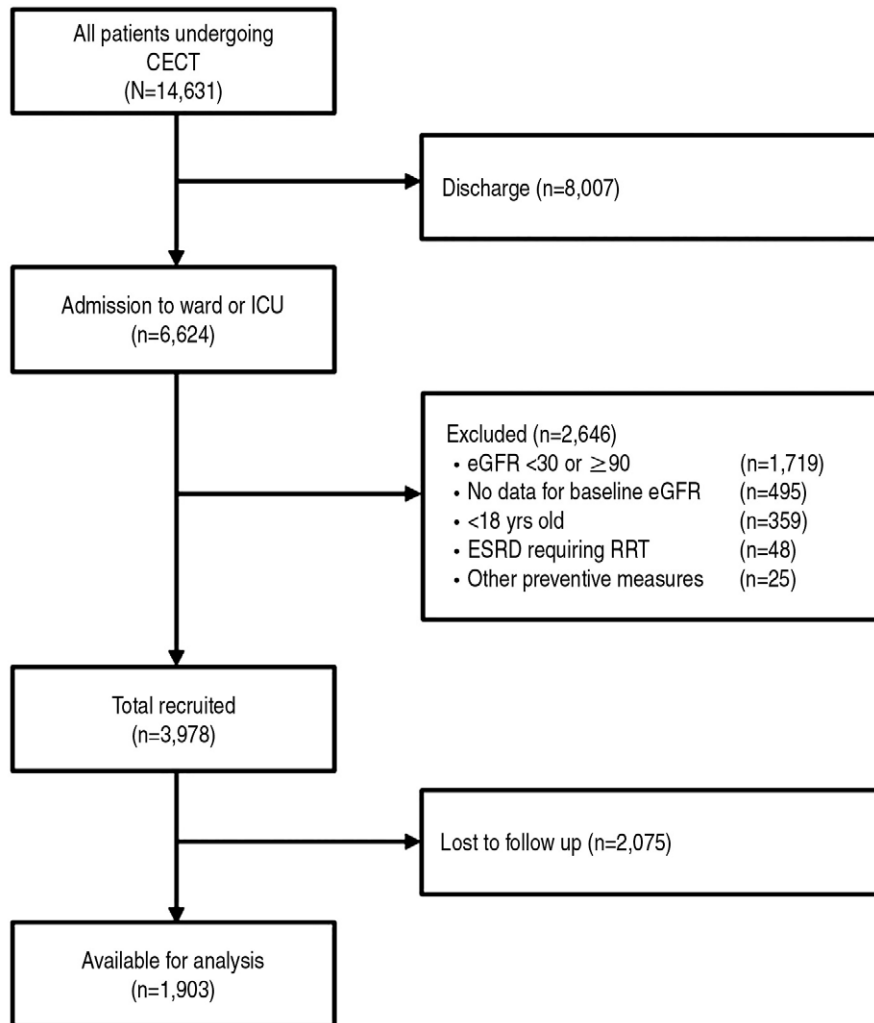 All patients undergoing
CECT
(N=14,631)
Discharge (n=8,007)
Admission to ward or ICU
(n=6,624)
Excluded (n=2,646)
• eGFR <30 or ≥90 (n=1,719)
• No data for baseline eGFR (n=495)
• <18 yrs old (n=359)
• ESRD requiring RRT (n=48)
• Other preventive measures (n=25)
Total recruited
(n=3,978)
Lost to follow up (n=2,075)
Available for analysis
(n=1,903)